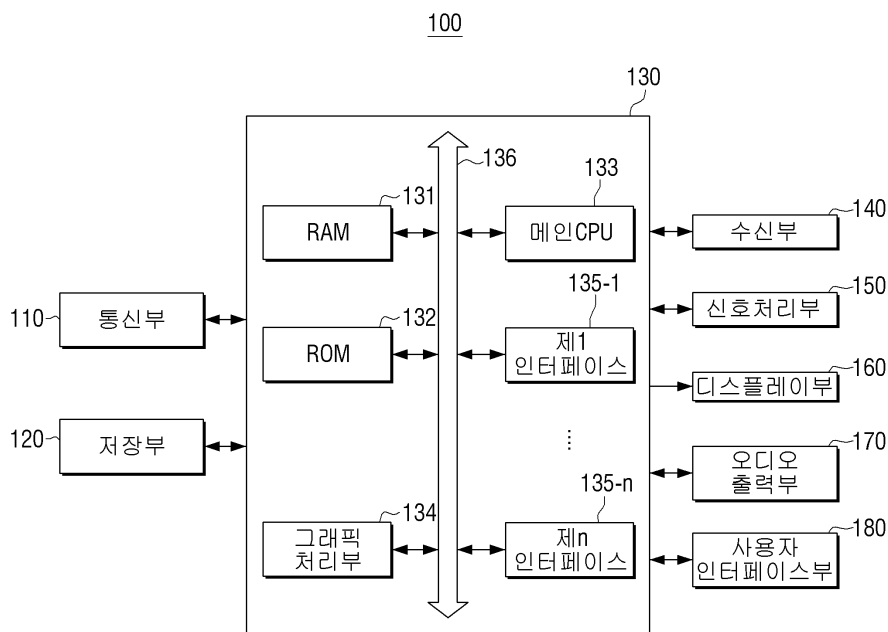 100
130
136
131
RAM
133
메인CPU
140
수신부
135-1
150
신호처리부
110
통신부
132
ROM
제1
인터페이스
160
디스플레이부
120
저장부
170
오디오
출력부
135-n
134
그래픽
처리부
제n
인터페이스
180
사용자
인터페이스부